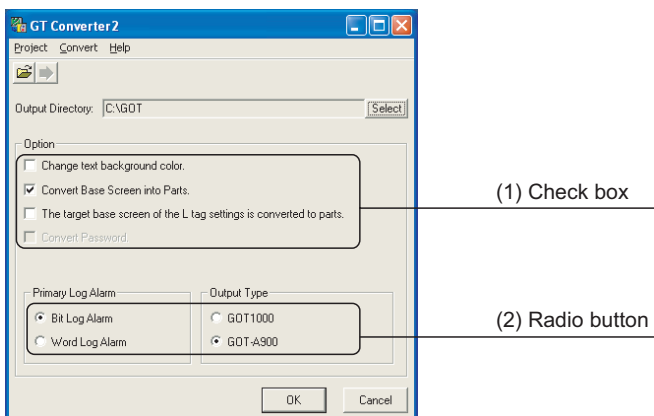 GT Converter2
Project Convert Help
Output Directory: C:\GOT Select
Option
Change text background color.
Convert Base Screen into Parts.
The target base screen of the L tag settings is converted to parts.
Convert Password.
(1) Check box
Primary Log Alarm Output Type
Bit Log Alarm GOT1000
Word Log Alarm GOT-A900
(2) Radio button
OK Cancel